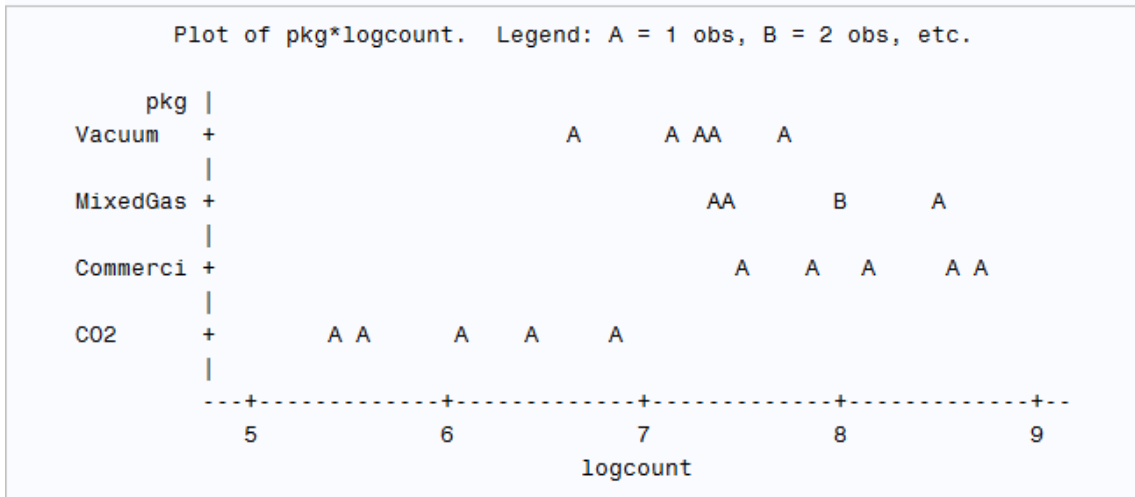 Plot of pkg*logcount.  Legend: A = 1 obs, B = 2 obs, etc.
pkg |
Vacuum   +                         A      A AA    A
|
MixedGas +                                   AA       B      A
|
Commerci +                                     A    A   A     AA
|
CO2      +        A A      A    A     A
|
---+-------------+-------------+-------------+-------------+--
5             6             7             8             9
logcount